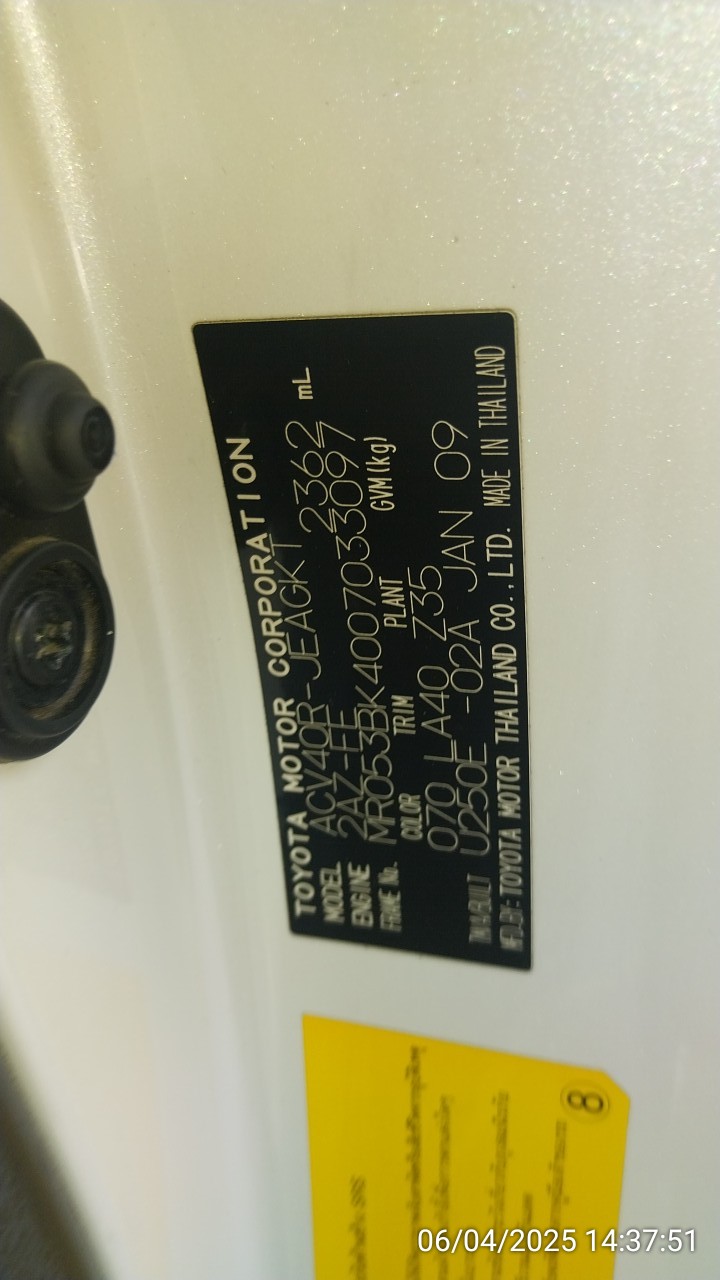 TOYOTA MOTOR CORPORATION
MODEL ACV40R-JEAGKT 2362 mL
ENGINE 2AZ-FE
FRAME No. MR053BK4007033097
COLOR TRIM PLANT GVM(kg)
070 LA40 Z35
TM/A/BUILT U250E -02A JAN 09
MFD.BY: TOYOTA MOTOR THAILAND CO.,LTD. MADE IN THAILAND
8
SRS
06/04/2025 14:37:51